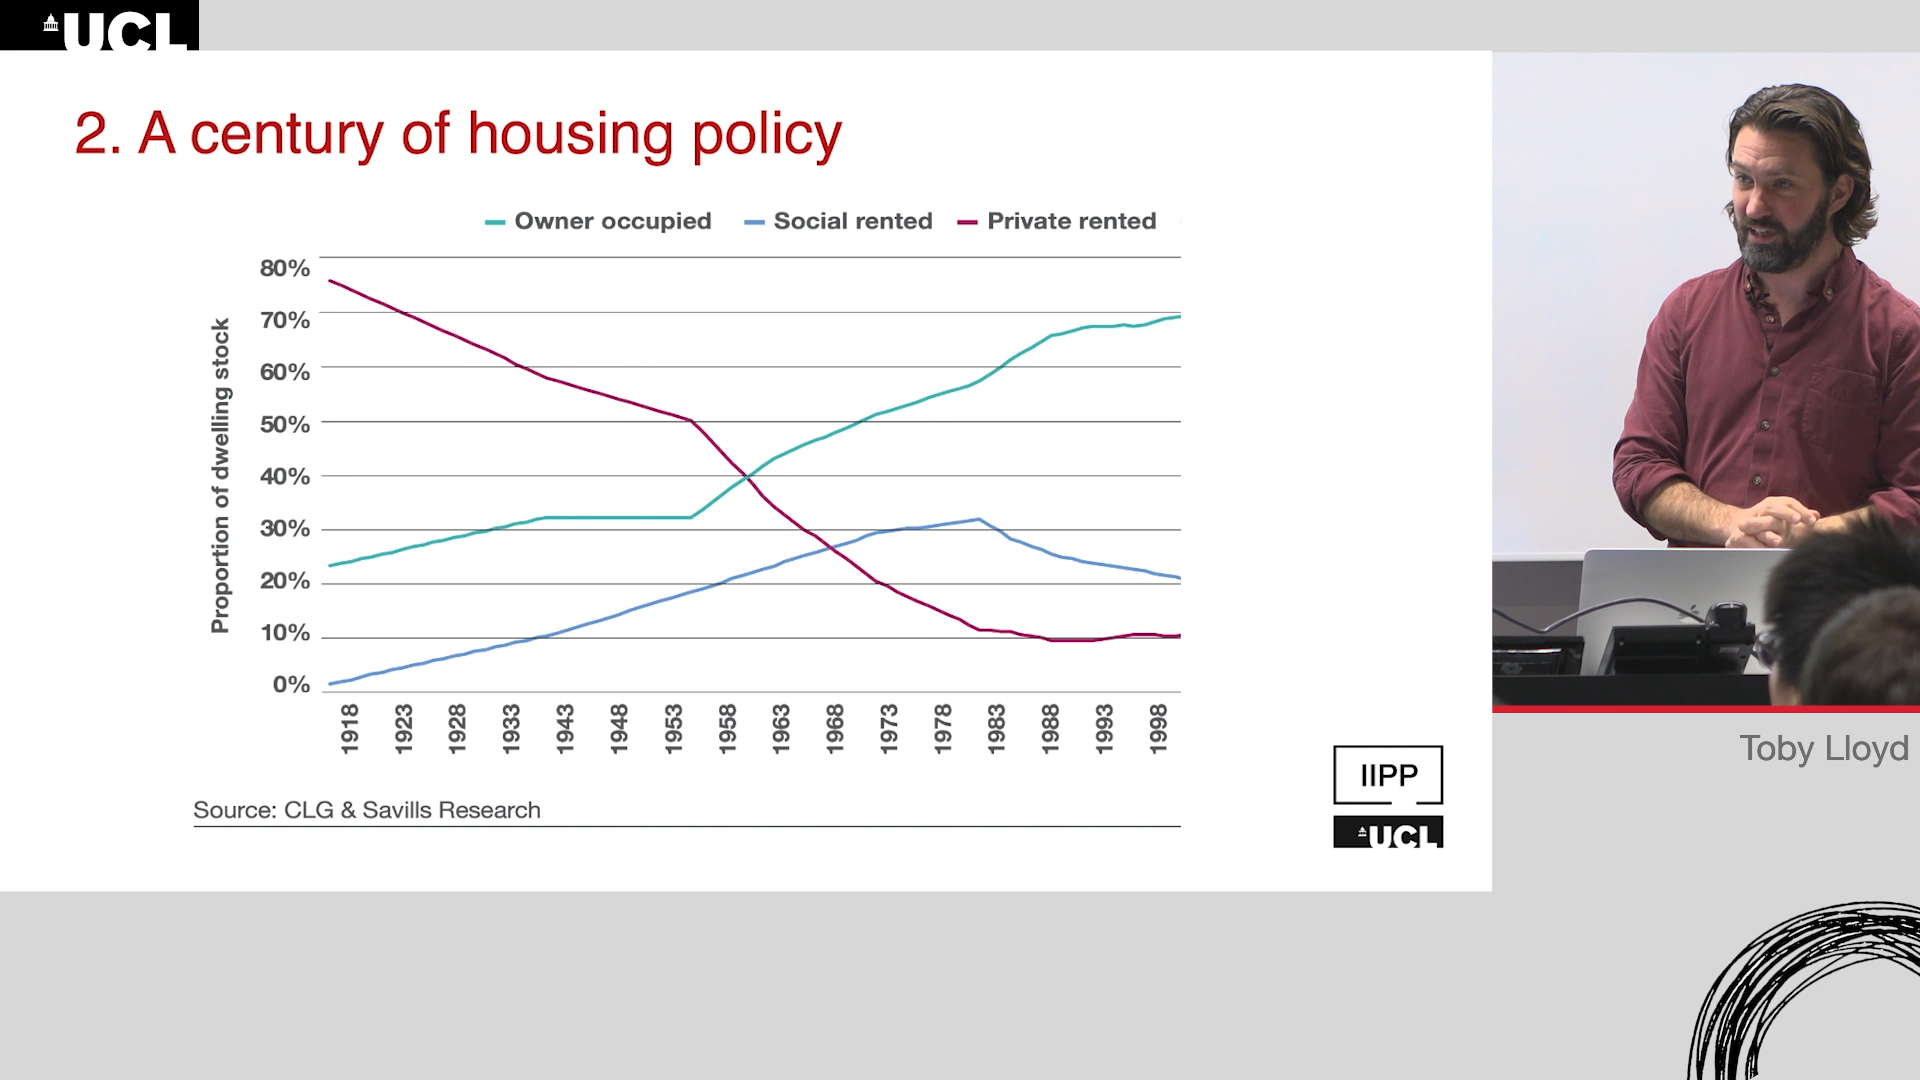 UCL
2. A century of housing policy
Owner occupied Social rented Private rented
80%
70%
60%
50%
40%
30%
20%
10%
0%
Proportion of dwelling stock
1918 1923 1928 1933 1943 1948 1953 1958 1963 1968 1973 1978 1983 1988 1993 1998
Source: CLG & Savills Research
IIPP
UCL
Toby Lloyd